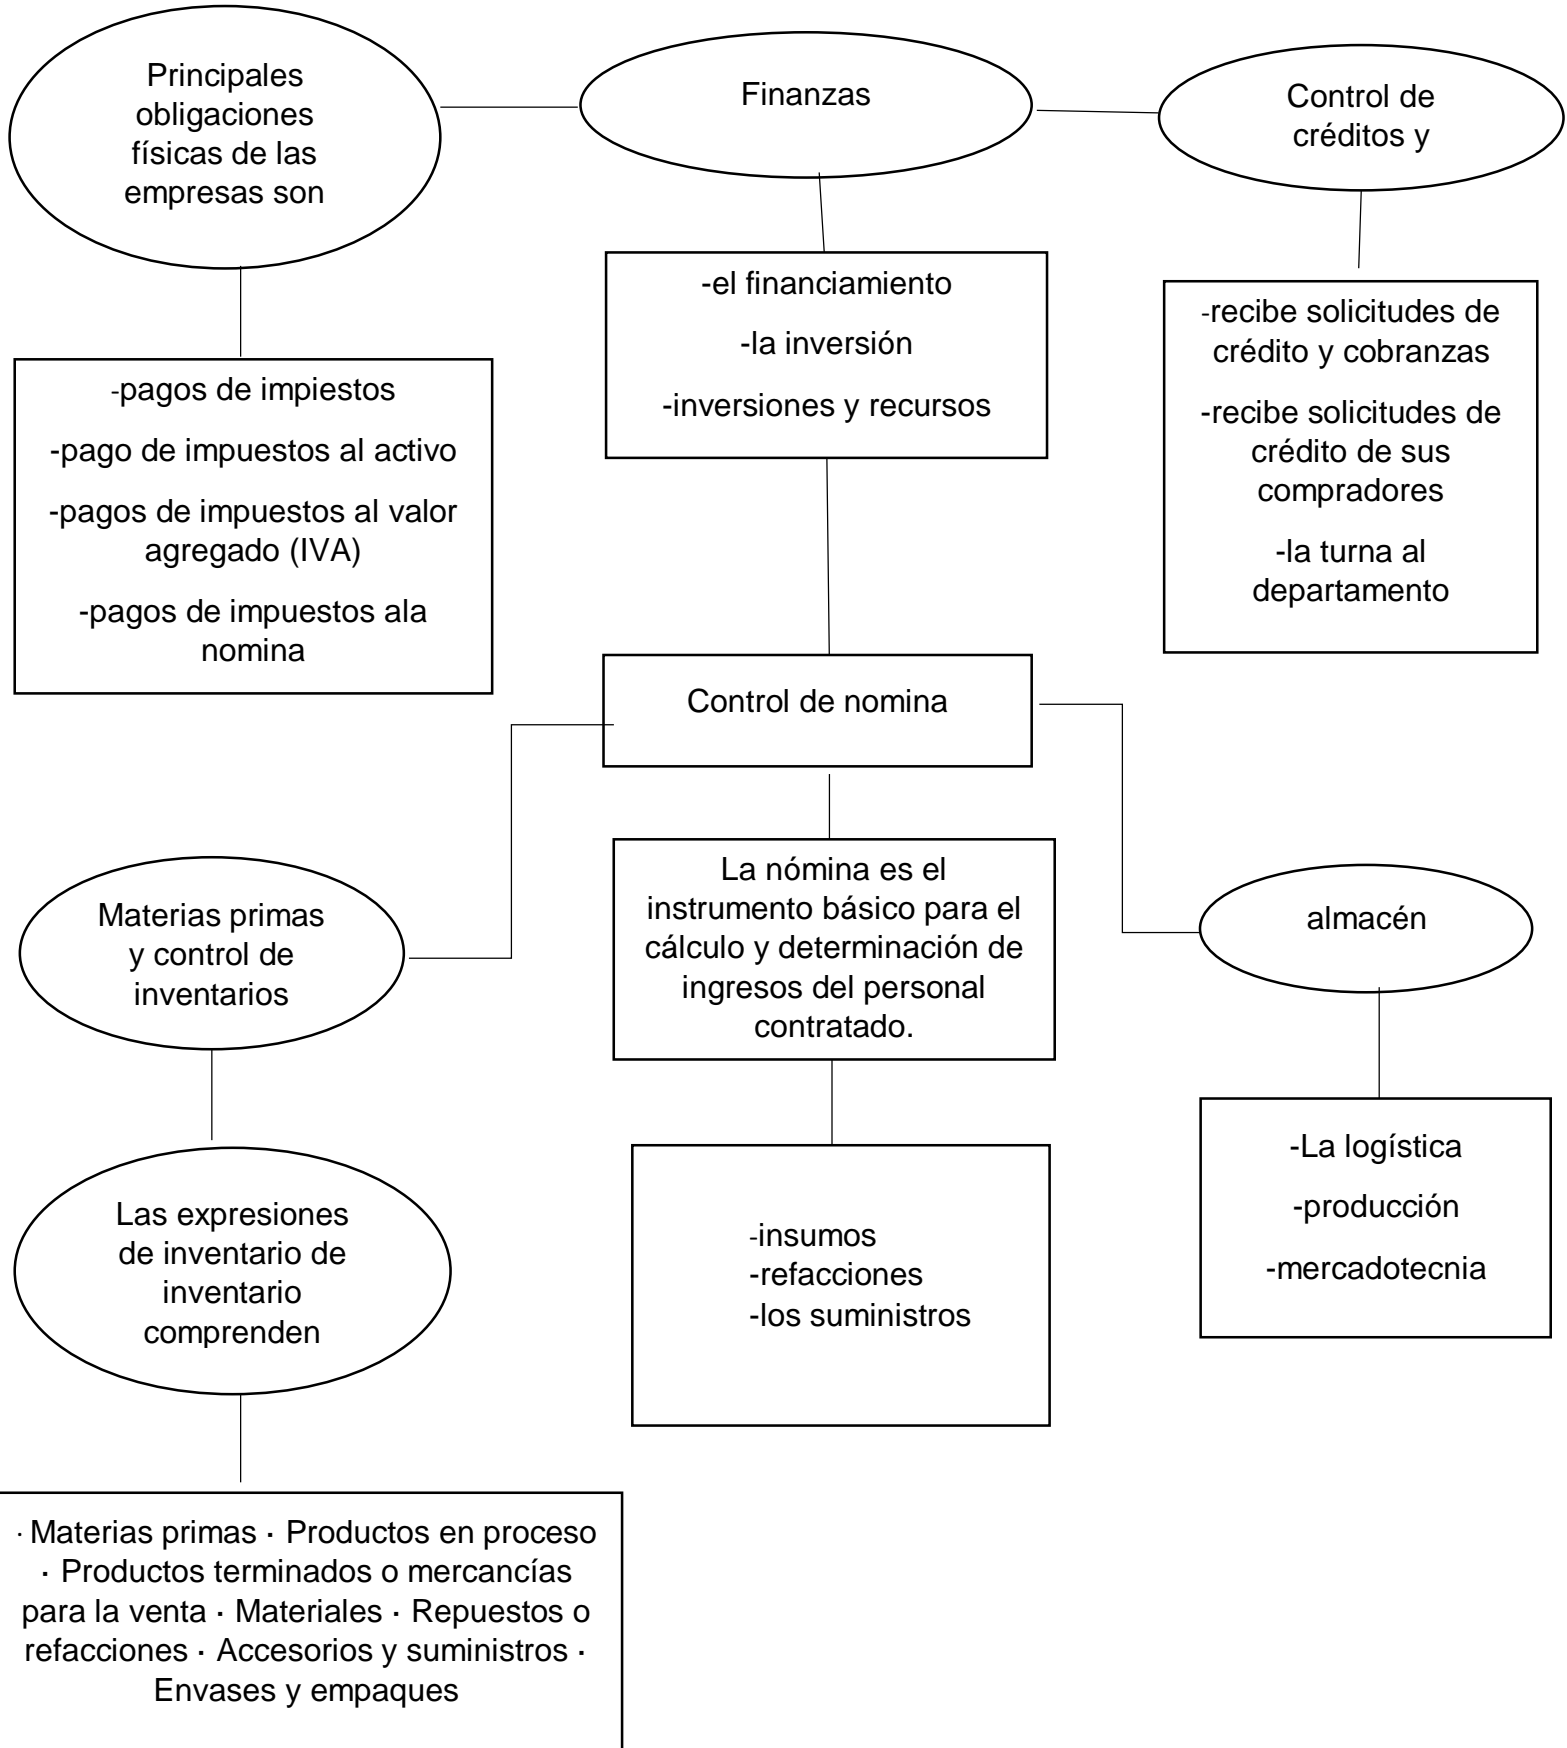 Principales
obligaciones
físicas de las
empresas son
Finanzas
Control de
créditos y
-pagos de impiestos
-pago de impuestos al activo
-pagos de impuestos al valor
agregado (IVA)
-pagos de impuestos ala
nomina
-el financiamiento
-la inversión
-inversiones y recursos
-recibe solicitudes de
crédito y cobranzas
-recibe solicitudes de
crédito de sus
compradores
-la turna al
departamento
Control de nomina
Materias primas
y control de
inventarios
La nómina es el
instrumento básico para el
cálculo y determinación de
ingresos del personal
contratado.
almacén
Las expresiones
de inventario de
inventario
comprenden
-insumos
-refacciones
-los suministros
-La logística
-producción
-mercadotecnia
· Materias primas · Productos en proceso
· Productos terminados o mercancías
para la venta · Materiales · Repuestos o
refacciones · Accesorios y suministros ·
Envases y empaques